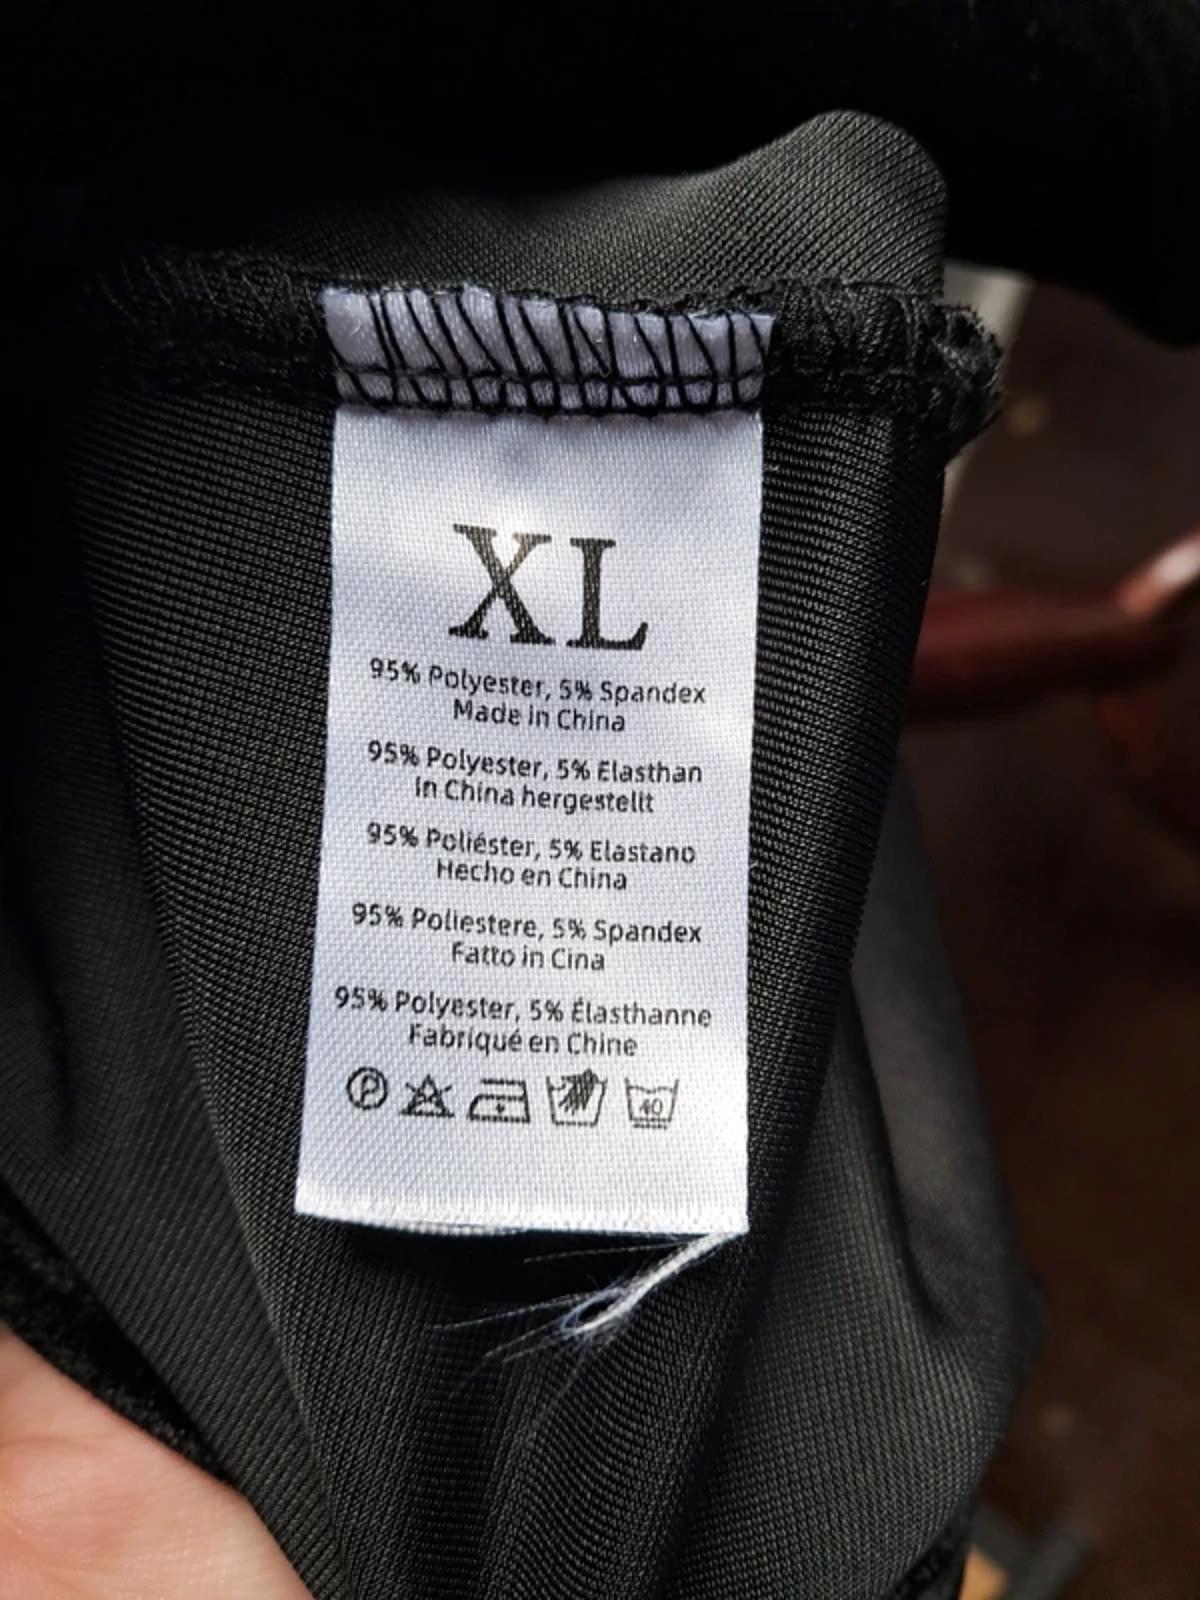 XL
95% Polyester, 5% Spandex
Made in China
95% Polyester, 5% Elasthan
in China hergestellt
95% Poliéster, 5% Elastano
Hecho en China
95% Poliestere, 5% Spandex
Fatto in Cina
95% Polyester, 5% Élasthanne
Fabriqué en Chine
P 40